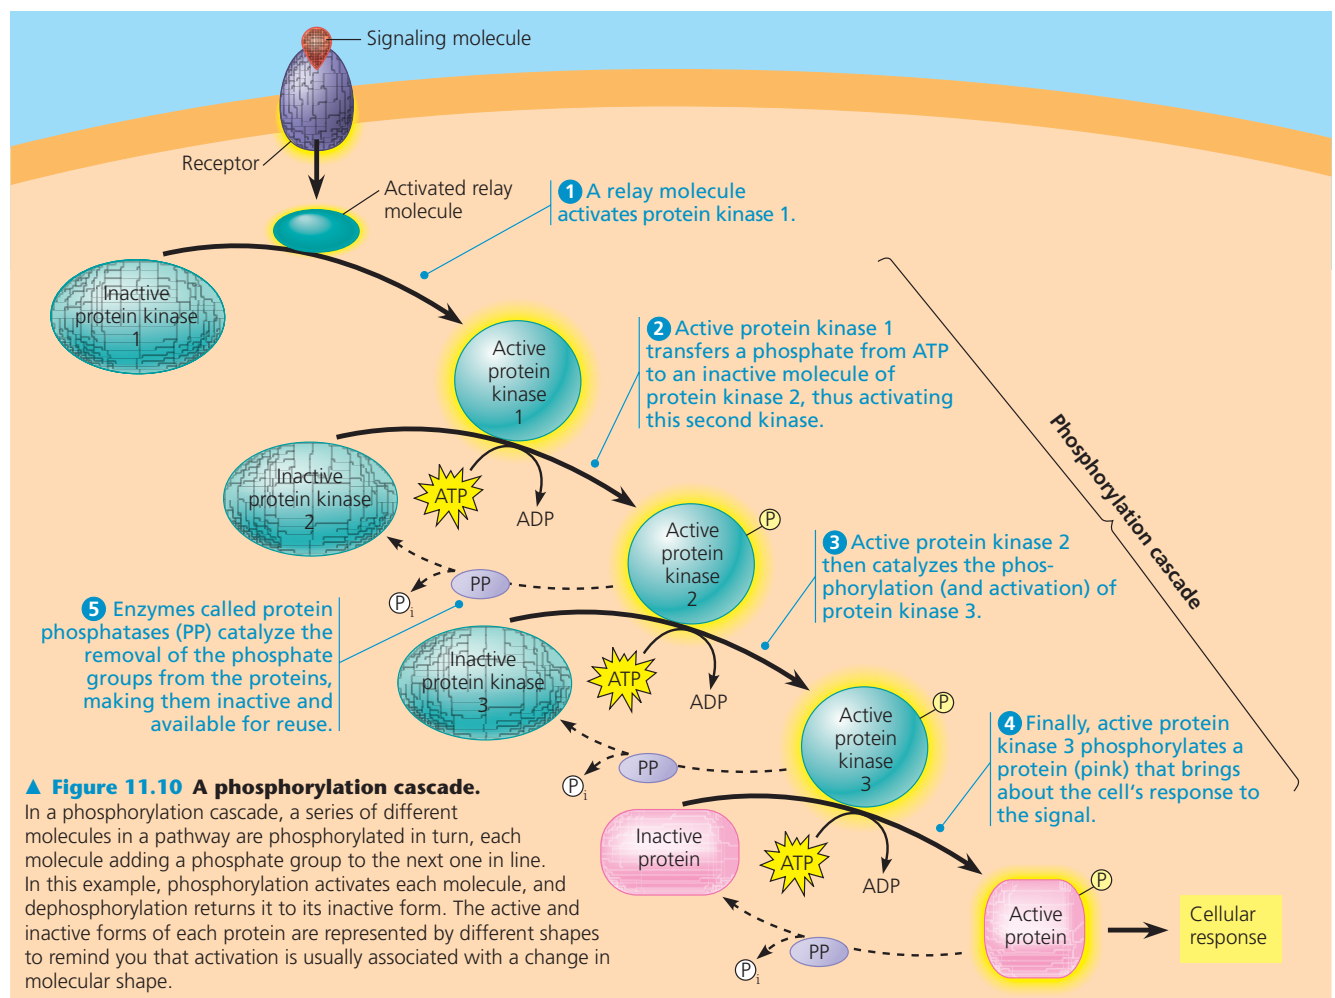 Signaling molecule
Receptor
Activated relay
molecule
1 A relay molecule
activates protein kinase 1.
Inactive
protein kinase
1
Active
protein
kinase
1
2 Active protein kinase 1
transfers a phosphate from ATP
to an inactive molecule of
protein kinase 2, thus activating
this second kinase.
Phosphorylation cascade
Inactive
protein kinase
2
ATP
ADP
Active
protein
kinase
2
P
3 Active protein kinase 2
then catalyzes the phos-
phorylation (and activation) of
protein kinase 3.
PP
Pi
5 Enzymes called protein
phosphatases (PP) catalyze the
removal of the phosphate
groups from the proteins,
making them inactive and
available for reuse.
Inactive
protein kinase
3
ATP
ADP
Active
protein
kinase
3
P
4 Finally, active protein
kinase 3 phosphorylates a
protein (pink) that brings
about the cell's response to
the signal.
PP
Pi
Inactive
protein
ATP
ADP
Active
protein
P
Cellular
response
PP
Pi
▲ Figure 11.10 A phosphorylation cascade.
In a phosphorylation cascade, a series of different
molecules in a pathway are phosphorylated in turn, each
molecule adding a phosphate group to the next one in line.
In this example, phosphorylation activates each molecule, and
dephosphorylation returns it to its inactive form. The active and
inactive forms of each protein are represented by different shapes
to remind you that activation is usually associated with a change in
molecular shape.